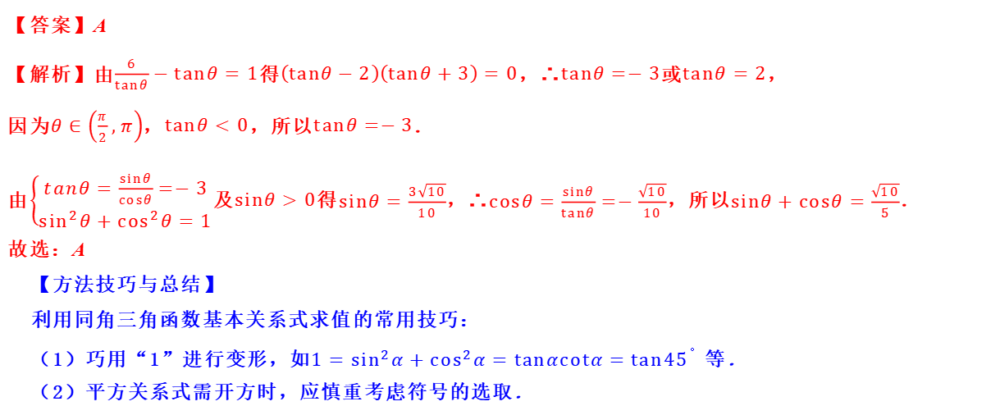 【答案】A
【解析】由$\frac{6}{\tan\theta}-\tan\theta=1$得$(\tan\theta-2)(\tan\theta+3)=0$，∴$\tan\theta=-3$或$\tan\theta=2$，
因为$\theta\in\left(\frac{\pi}{2},\pi\right)$，$\tan\theta<0$，所以$\tan\theta=-3$．
由$\begin{cases}\tan\theta=\frac{\sin\theta}{\cos\theta}=-3\\\sin^2\theta+\cos^2\theta=1\end{cases}$及$\sin\theta>0$得$\sin\theta=\frac{3\sqrt{10}}{10}$，∴$\cos\theta=\frac{\sin\theta}{\tan\theta}=-\frac{\sqrt{10}}{10}$，所以$\sin\theta+\cos\theta=\frac{\sqrt{10}}{5}$．
故选：A
【方法技巧与总结】
利用同角三角函数基本关系式求值的常用技巧：
（1）巧用“1”进行变形，如$1=\sin^2\alpha+\cos^2\alpha=\tan\alpha\cot\alpha=\tan45^\circ$等．
（2）平方关系式需开方时，应慎重考虑符号的选取．